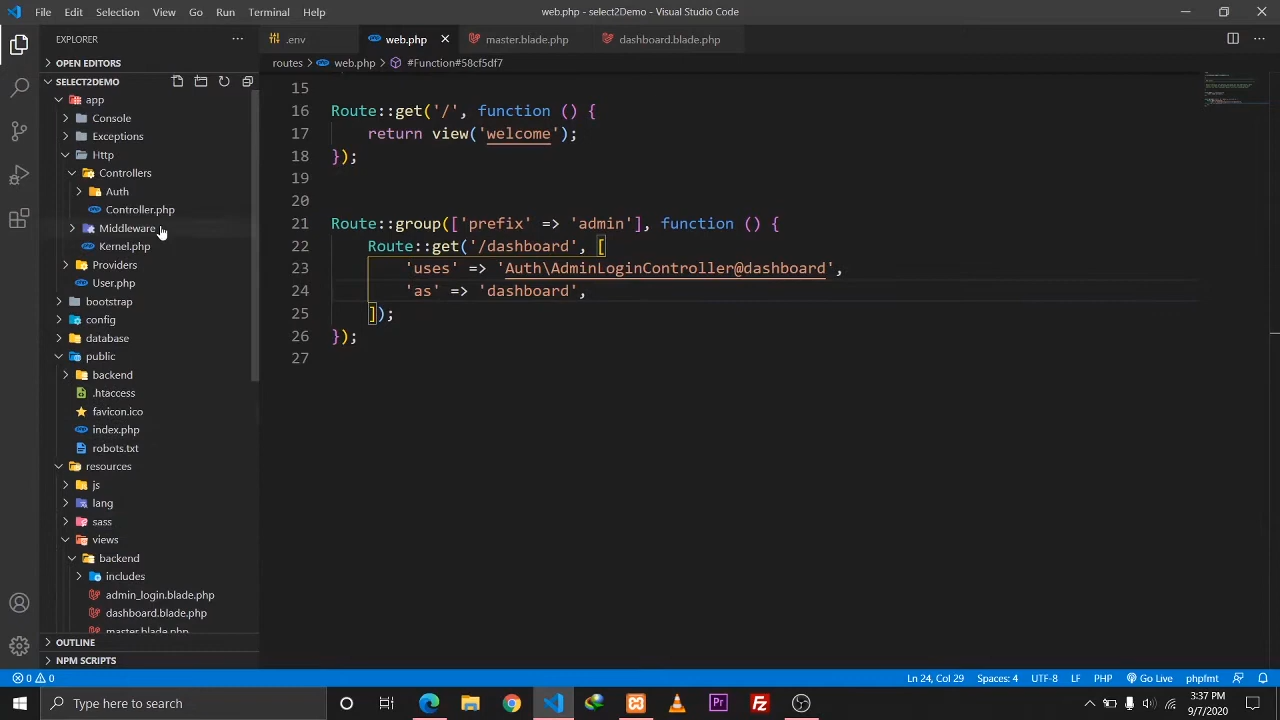 File Edit Selection View Go Run Terminal Help
web.php - select2Demo - Visual Studio Code
EXPLORER
.env
web.php
master.blade.php
dashboard.blade.php
OPEN EDITORS
routes > web.php > #Function#58cf5df7
SELECT2DEMO
app
Console
Exceptions
Http
Controllers
Auth
Controller.php
Middleware
Kernel.php
Providers
User.php
bootstrap
config
database
public
backend
.htaccess
favicon.ico
index.php
robots.txt
resources
js
lang
sass
views
backend
includes
admin_login.blade.php
dashboard.blade.php
master.blade.php
OUTLINE
NPM SCRIPTS
15
16 Route::get('/', function () {
17 return view('welcome');
18 });
19
20
21 Route::group(['prefix' => 'admin'], function () {
22 Route::get('/dashboard', [
23 'uses' => 'Auth\AdminLoginController@dashboard',
24 'as' => 'dashboard',
25 ]);
26 });
27
0 0
Ln 24, Col 29 Spaces: 4 UTF-8 LF PHP Go Live phpfmt
Type here to search
3:37 PM
9/7/2020